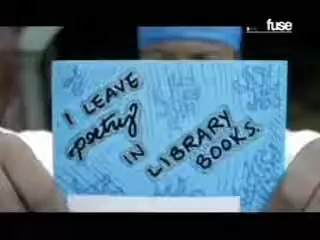 fuse
I LEAVE
poetry
IN
LIBRARY
BOOKS.